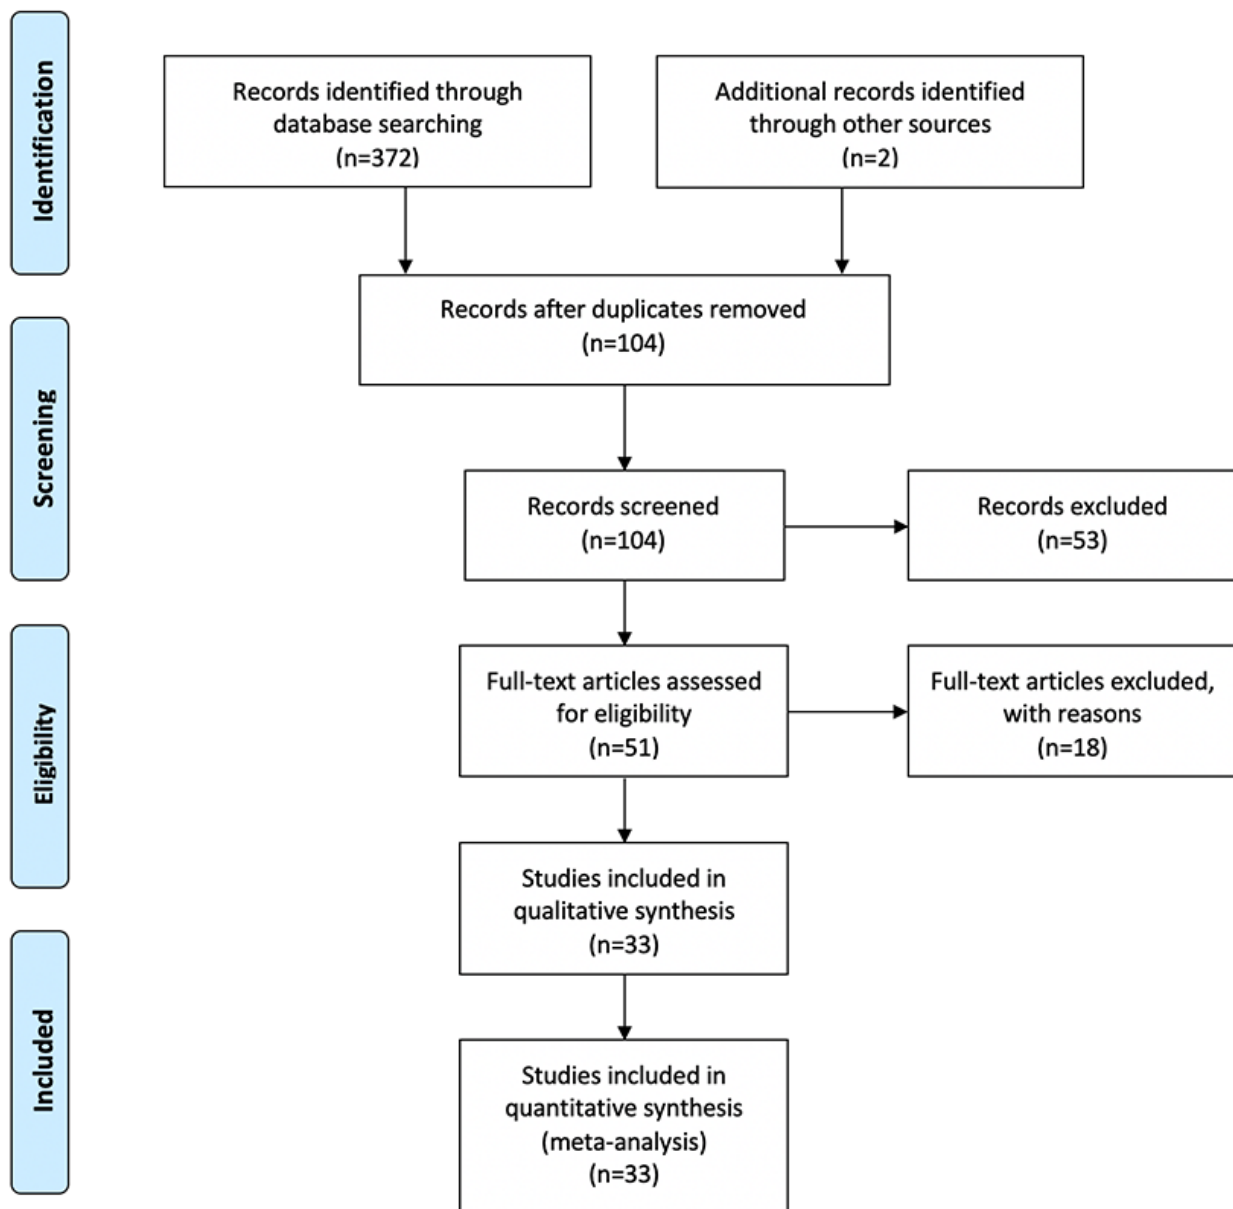 Identification
Records identified through
database searching
(n=372)
Additional records identified
through other sources
(n=2)
Records after duplicates removed
(n=104)
Screening
Records screened
(n=104)
Records excluded
(n=53)
Eligibility
Full-text articles assessed
for eligibility
(n=51)
Full-text articles excluded,
with reasons
(n=18)
Studies included in
qualitative synthesis
(n=33)
Included
Studies included in
quantitative synthesis
(meta-analysis)
(n=33)